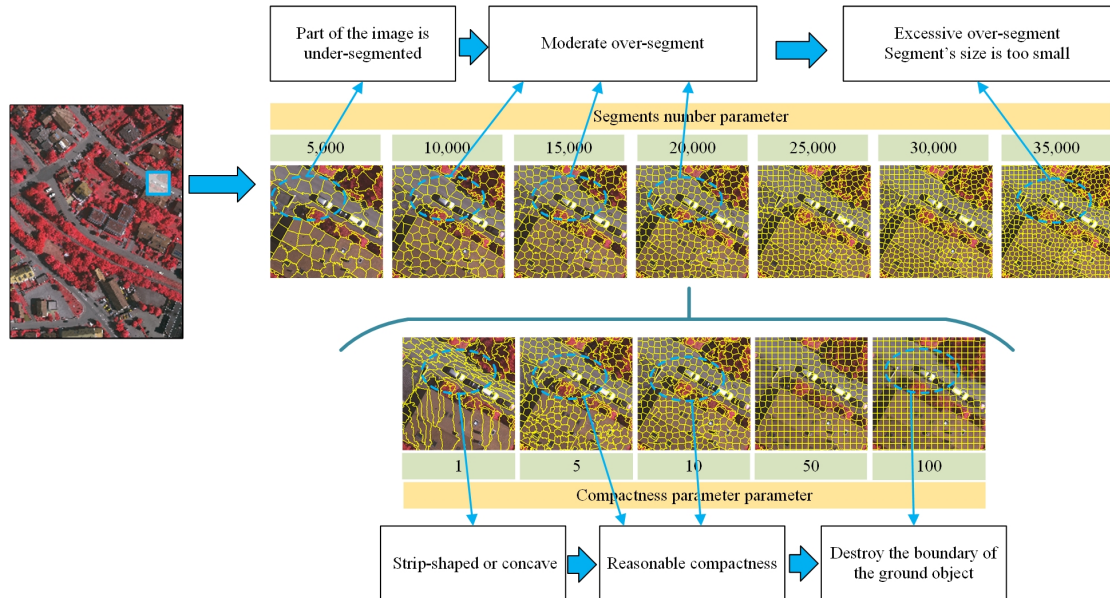 Part of the image is
under-segmented
Moderate over-segment
Excessive over-segment
Segment's size is too small
Segments number parameter
5,000
10,000
15,000
20,000
25,000
30,000
35,000
1
5
10
50
100
Compactness parameter parameter
Strip-shaped or concave
Reasonable compactness
Destroy the boundary of
the ground object